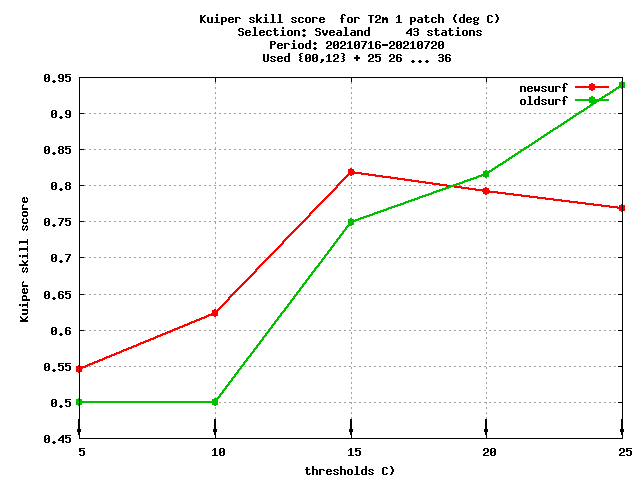 Kuiper skill score  for T2m 1 patch (deg C)
Selection: Svealand     43 stations
Period: 20210716-20210720
Used {00,12} + 25 26 ... 36
newsurf
oldsurf
0.95
0.9
0.85
0.8
0.75
0.7
0.65
0.6
0.55
0.5
0.45
Kuiper skill score
5 10 15 20 25
thresholds C)